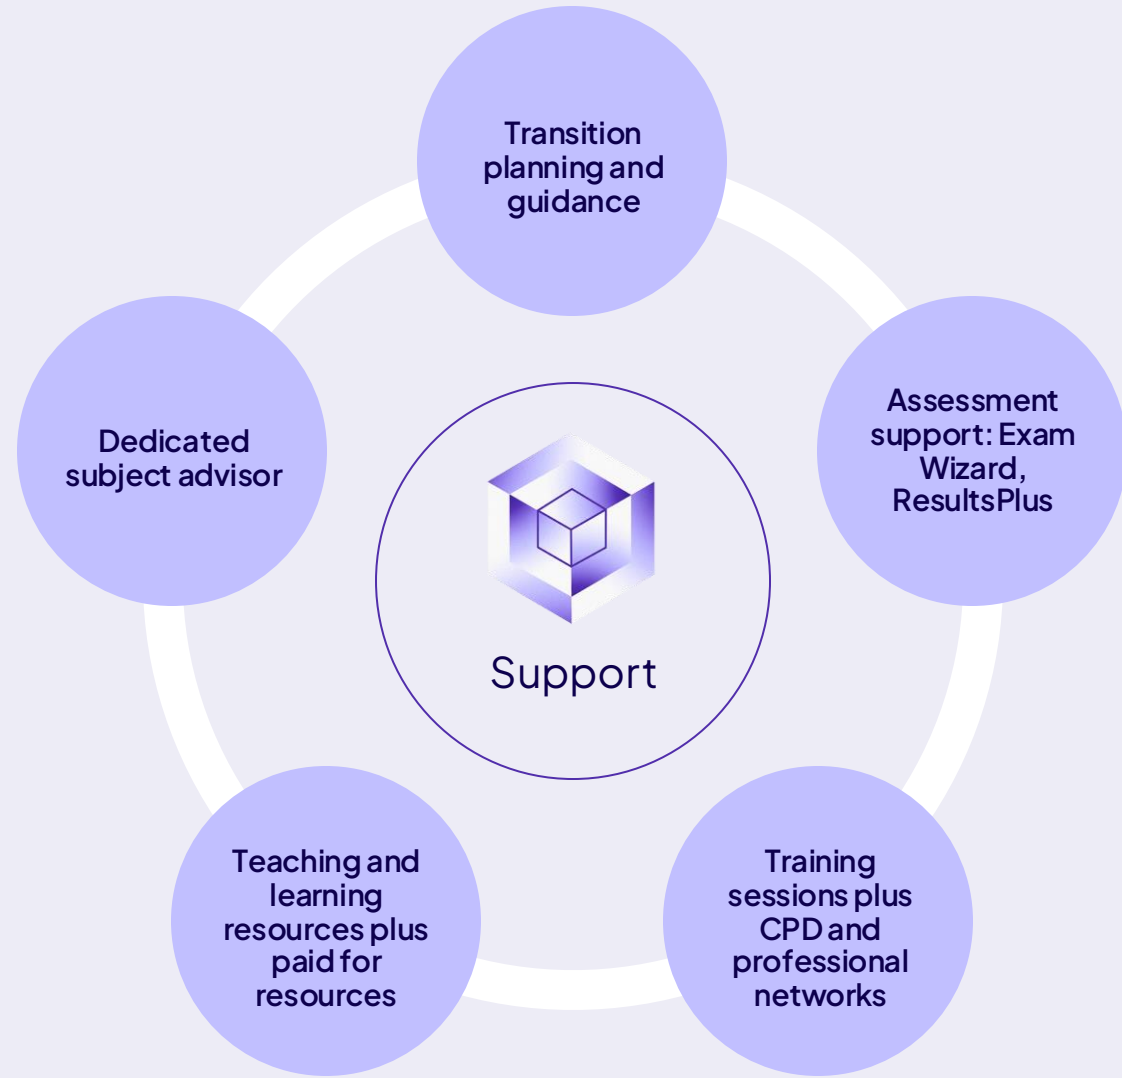 Transition
planning and
guidance
Assessment
support: Exam
Wizard,
ResultsPlus
Dedicated
subject advisor
Support
Teaching and
learning
resources plus
paid for
resources
Training
sessions plus
CPD and
professional
networks